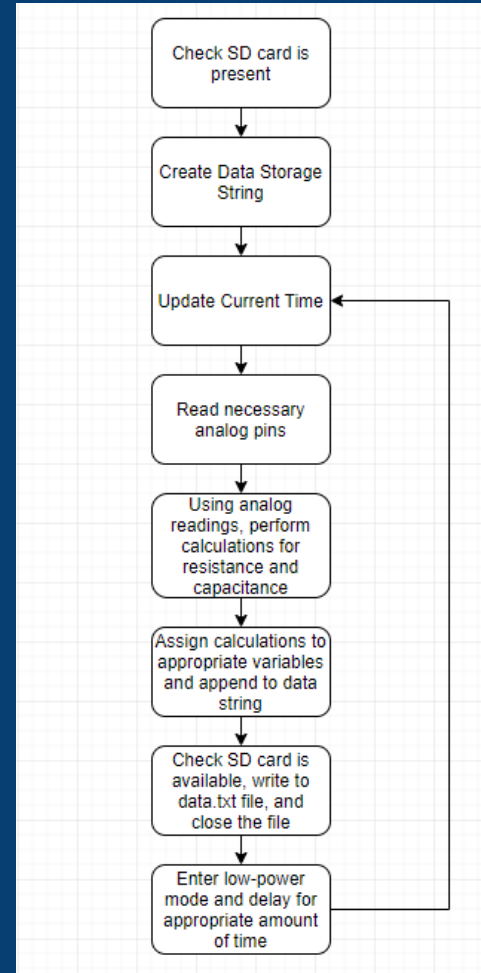 Check SD card is
present
Create Data Storage
String
Update Current Time
Read necessary
analog pins
Using analog
readings, perform
calculations for
resistance and
capacitance
Assign calculations to
appropriate variables
and append to data
string
Check SD card is
available, write to
data.txt file, and
close the file
Enter low-power
mode and delay for
appropriate amount
of time